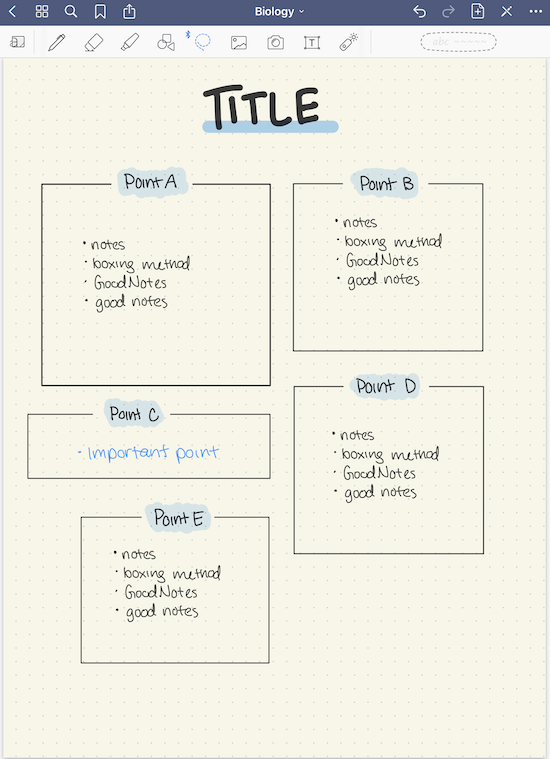 Biology
abc
TITLE
Point A
• notes
• boxing method
• GoodNotes
• good notes
Point B
• notes
• boxing method
• GoodNotes
• good notes
Point C
• Important point
Point D
• notes
• boxing method
• GoodNotes
• good notes
Point E
• notes
• boxing method
• GoodNotes
• good notes